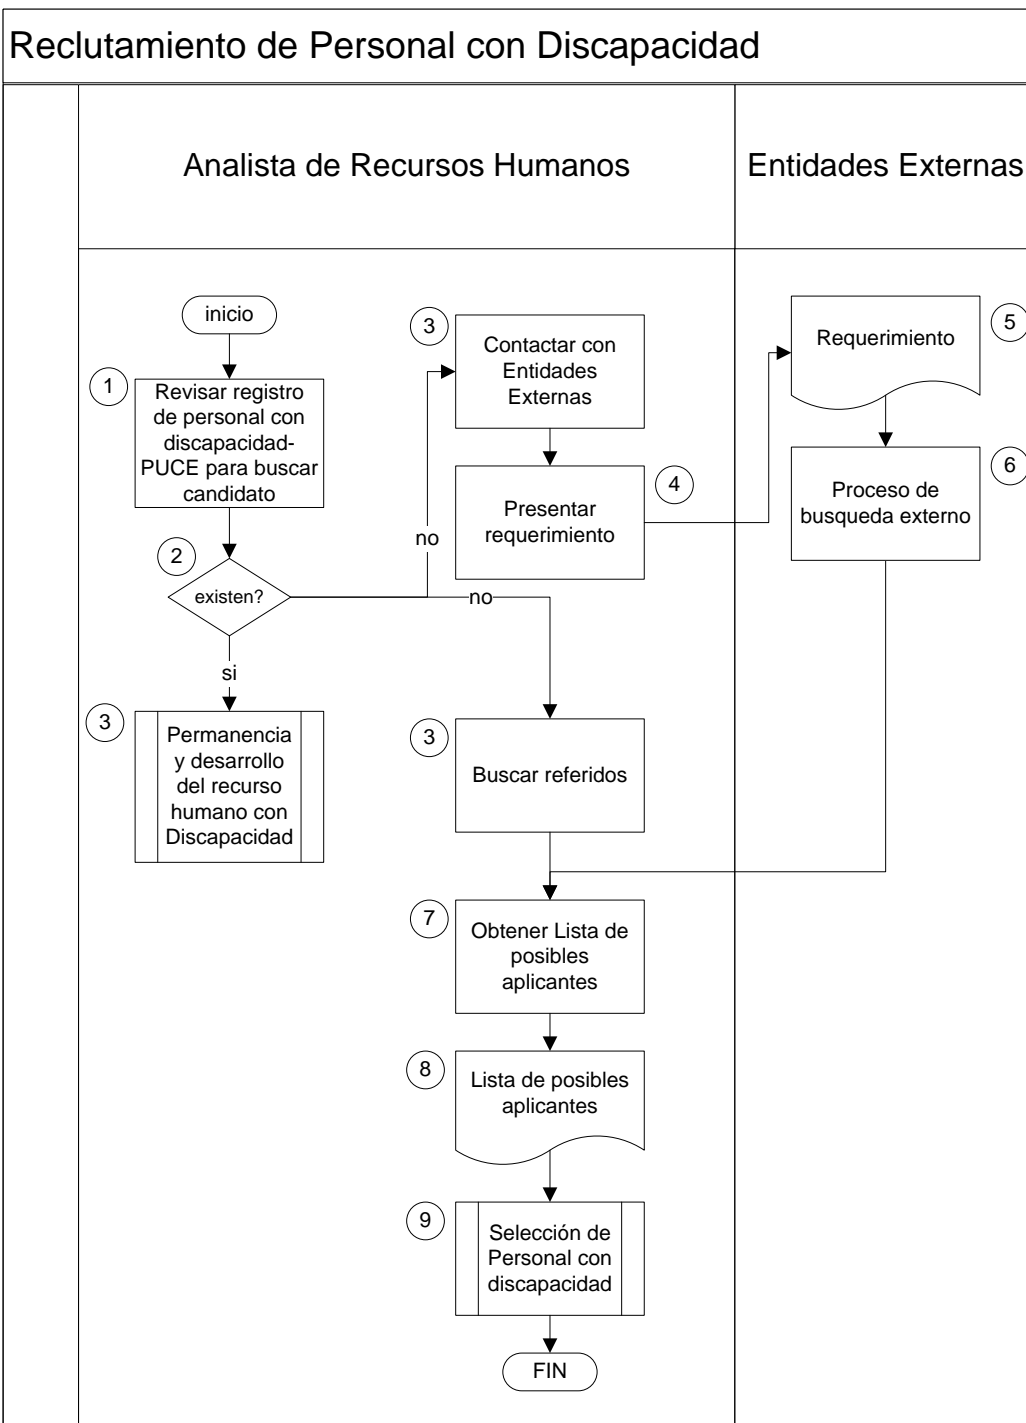 Reclutamiento de Personal con Discapacidad
Analista de Recursos Humanos
Entidades Externas
inicio
1
Revisar registro
de personal con
discapacidad-
PUCE para buscar
candidato
2
existen?
si
no
no
3
Permanencia
y desarrollo
del recurso
humano con
Discapacidad
3
Contactar con
Entidades
Externas
4
Presentar
requerimiento
5
Requerimiento
6
Proceso de
busqueda externo
3
Buscar referidos
7
Obtener Lista de
posibles
aplicantes
8
Lista de posibles
aplicantes
9
Selección de
Personal con
discapacidad
FIN